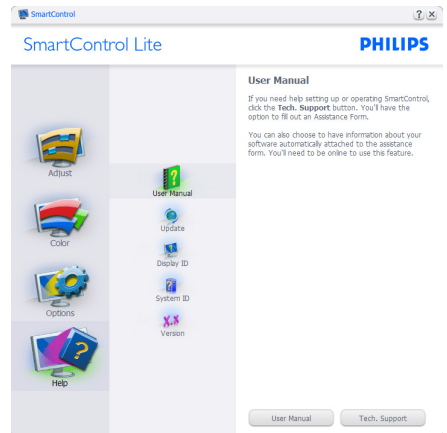 SmartControl
SmartControl Lite
PHILIPS
Adjust
Color
Options
Help
User Manual
Update
Display ID
System ID
X.X
Version
User Manual
If you need help setting up or operating SmartControl,
click the Tech. Support button. You'll have the
option to fill out an Assistance Form.
You can also choose to have information about your
software automatically attached to the assistance
form. You'll need to be online to use this feature.
User Manual
Tech. Support